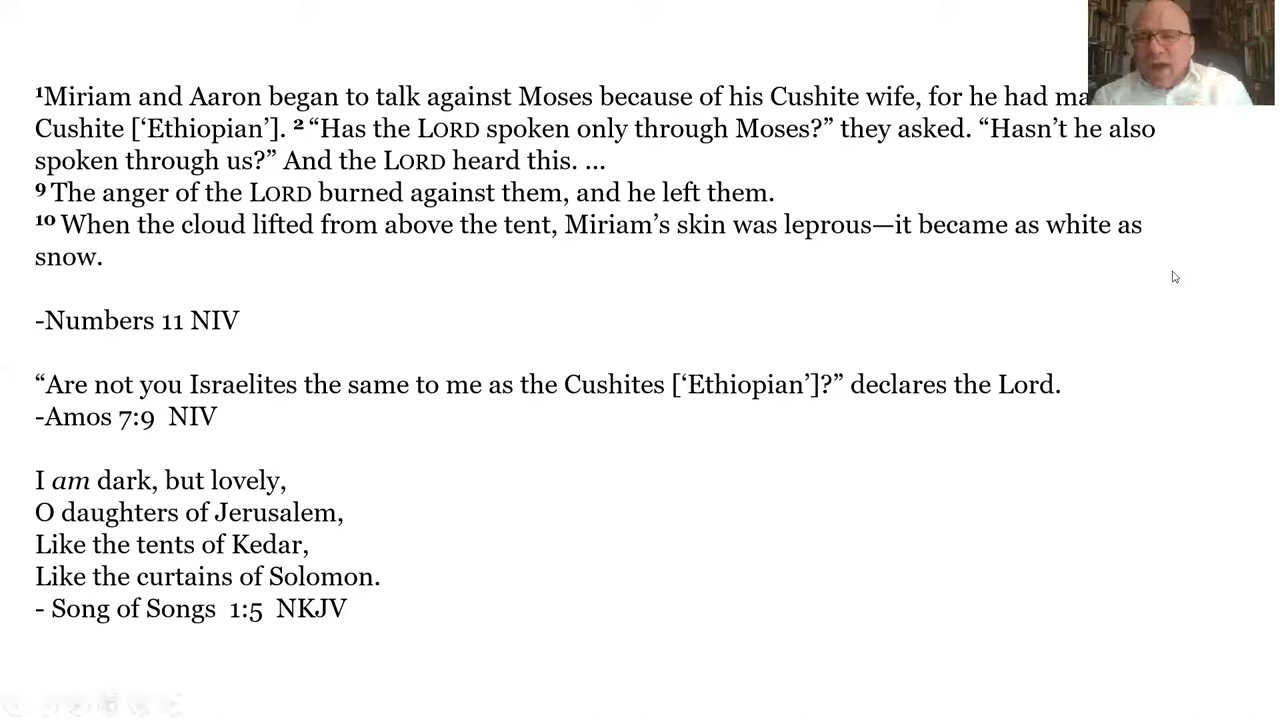 ¹Miriam and Aaron began to talk against Moses because of his Cushite wife, for he had ma
Cushite [‘Ethiopian’]. ² “Has the LORD spoken only through Moses?” they asked. “Hasn’t he also
spoken through us?” And the LORD heard this. …
⁹ The anger of the LORD burned against them, and he left them.
¹⁰ When the cloud lifted from above the tent, Miriam’s skin was leprous—it became as white as
snow.
-Numbers 11 NIV
“Are not you Israelites the same to me as the Cushites [‘Ethiopian’]?” declares the Lord.
-Amos 7:9 NIV
I am dark, but lovely,
O daughters of Jerusalem,
Like the tents of Kedar,
Like the curtains of Solomon.
- Song of Songs 1:5 NKJV